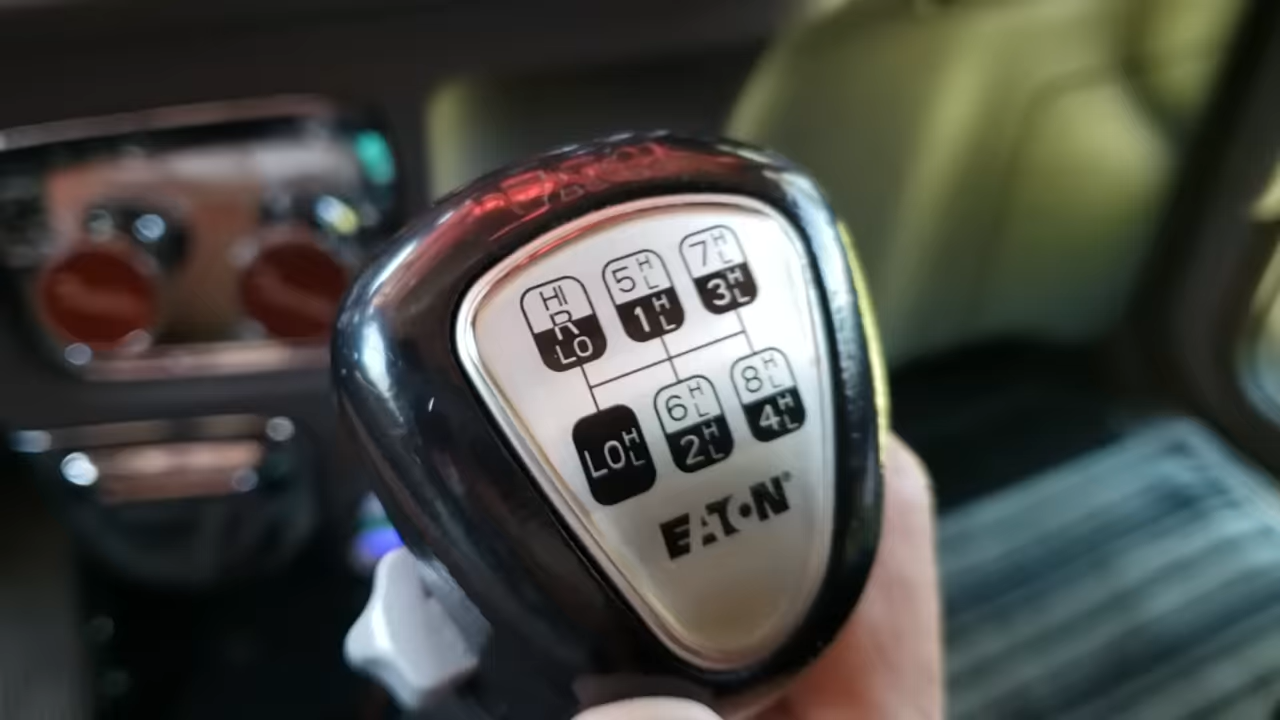 HI R LO
5 H L 1 H L
7 H L 3 H L
LO H L
6 H L 2 H L
8 H L 4 H L
EATON®